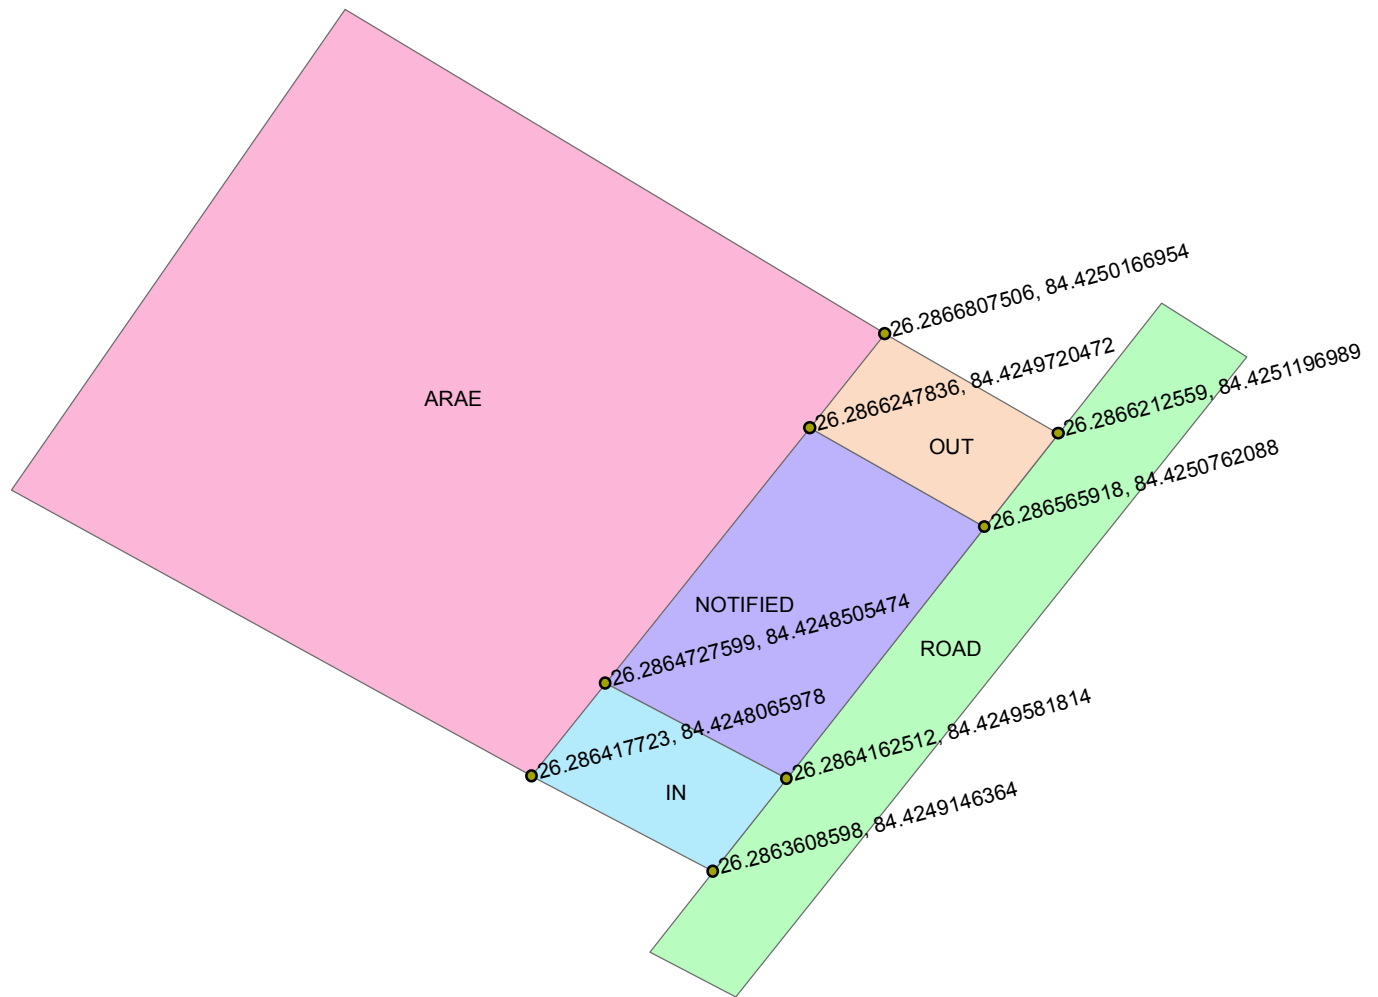 26.2866807506, 84.4250166954
26.2866247836, 84.4249720472
26.2866212559, 84.4251196989
ARAE
OUT
26.286565918, 84.4250762088
NOTIFIED
26.2864727599, 84.4248505474
ROAD
26.286417723, 84.4248065978
26.2864162512, 84.4249581814
IN
26.2863608598, 84.4249146364